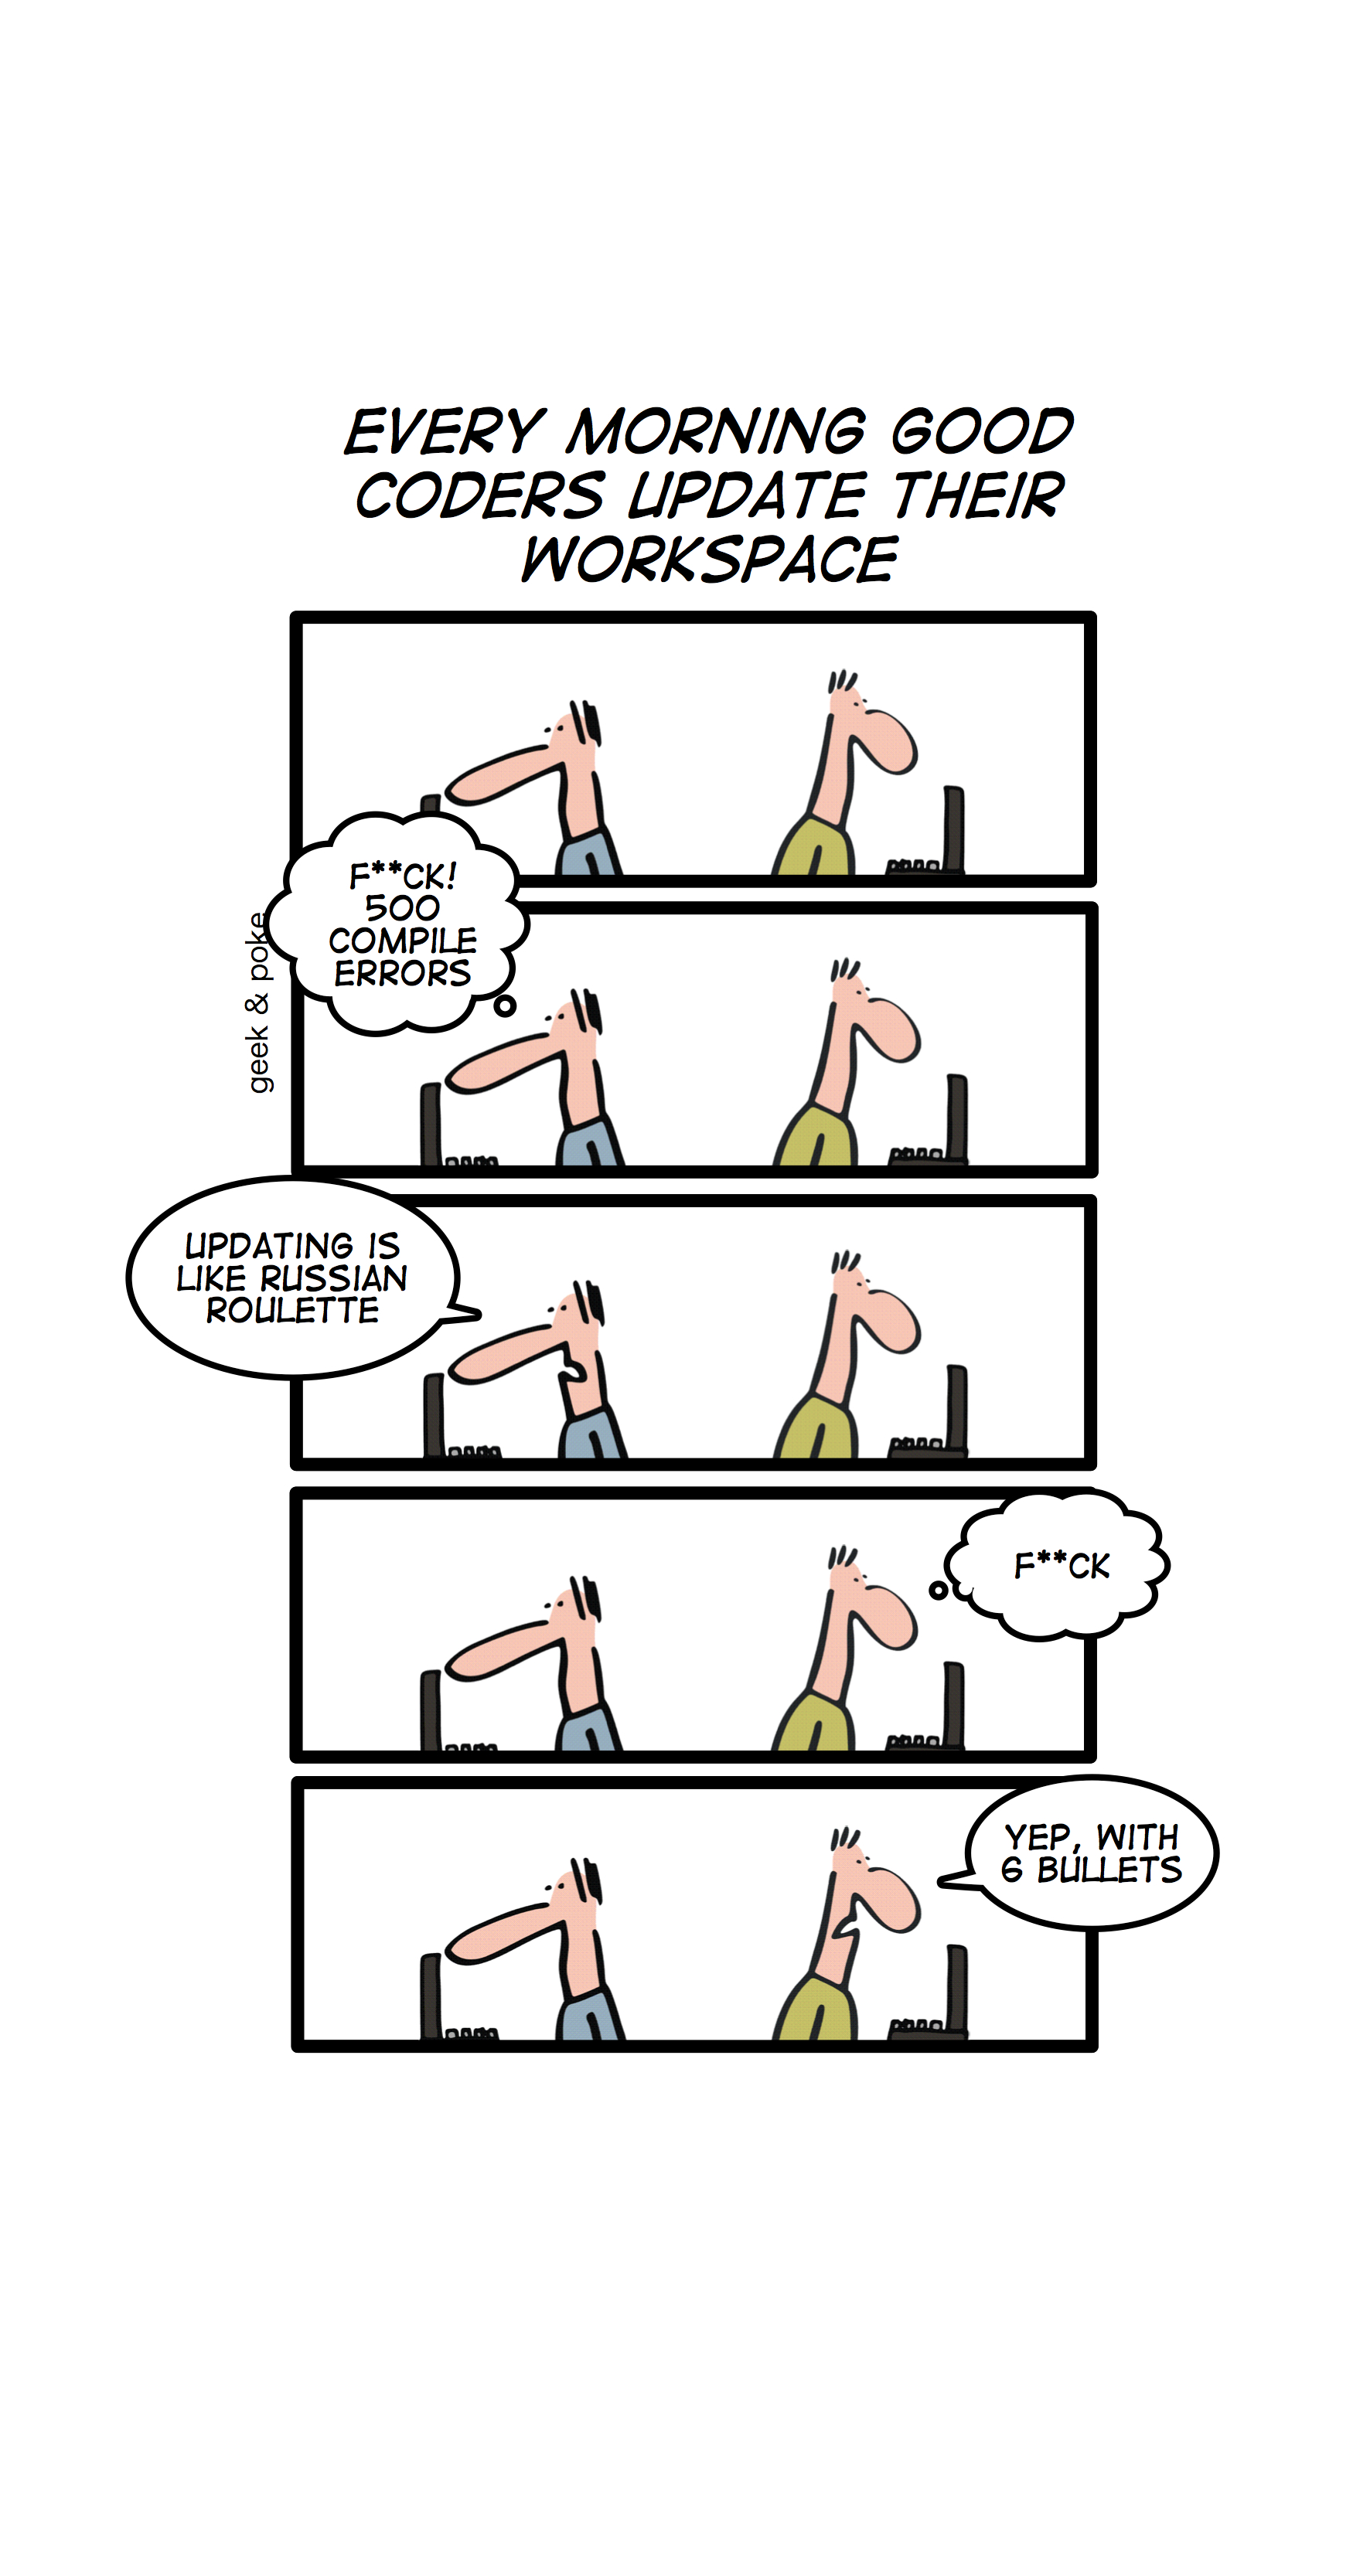 EVERY MORNING GOOD
CODERS UPDATE THEIR
WORKSPACE
F**CK!
500
COMPILE
ERRORS
geek & poke
UPDATING IS
LIKE RUSSIAN
ROULETTE
F**CK
YEP, WITH
6 BULLETS